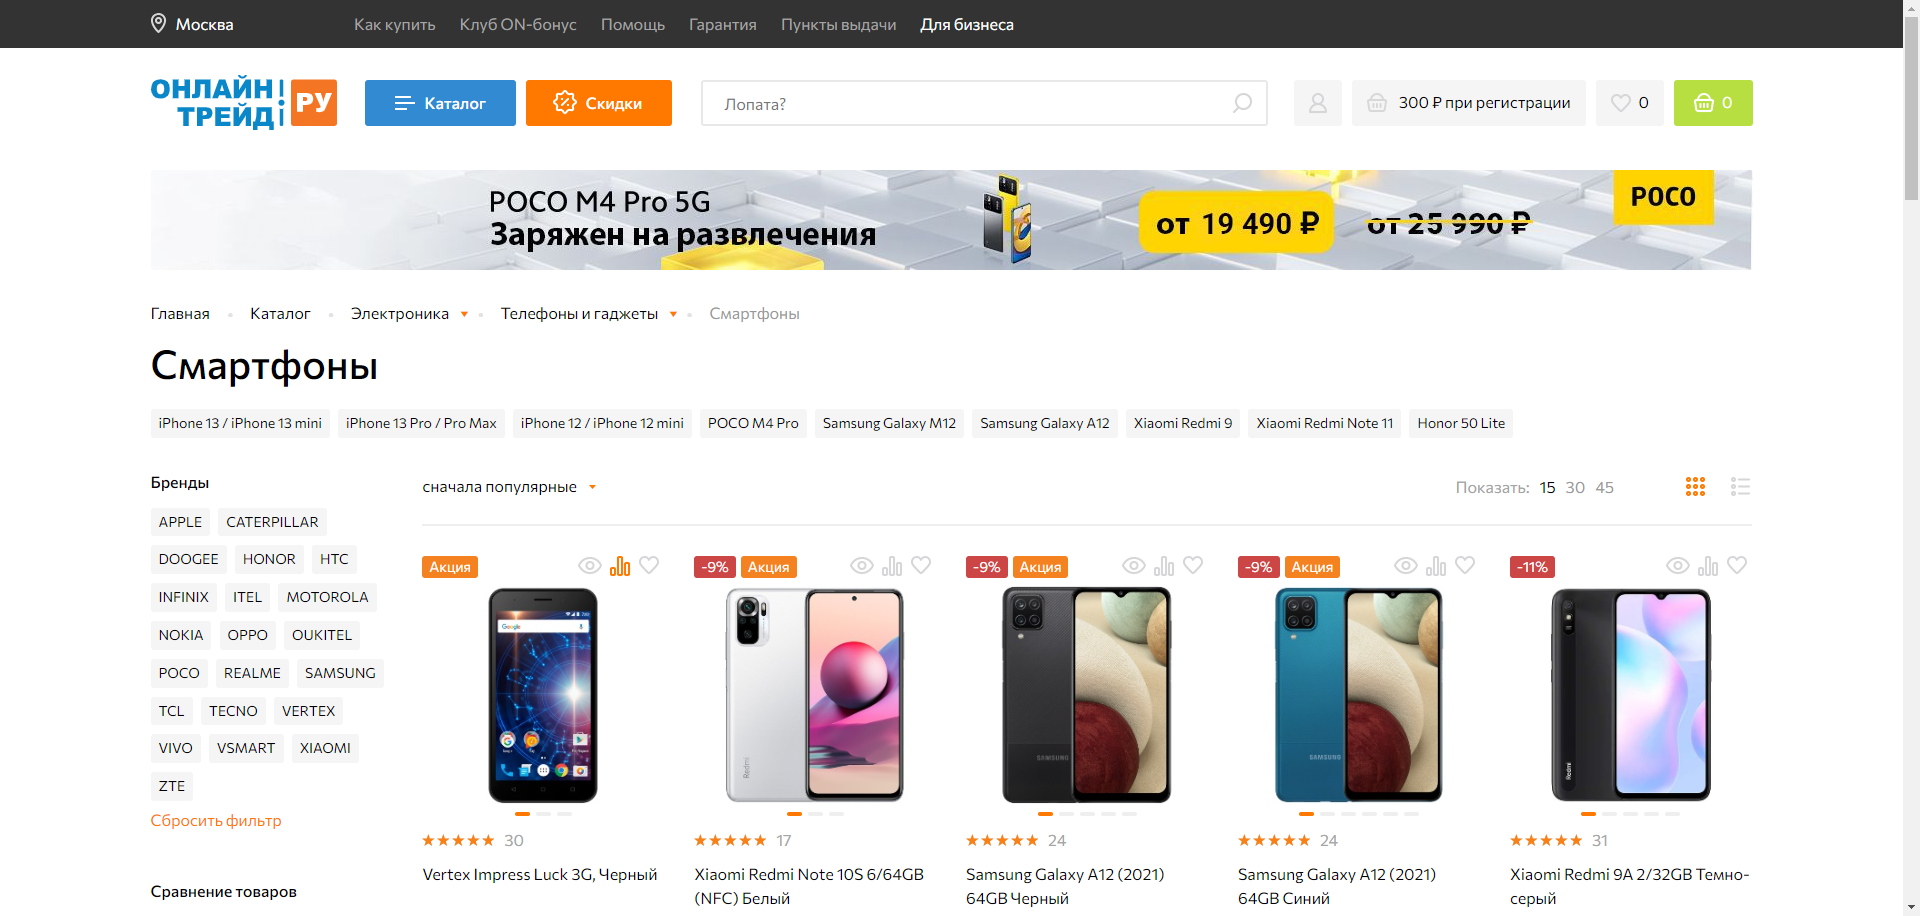 Москва
Как купить
Клуб ON-бонус
Помощь
Гарантия
Пункты выдачи
Для бизнеса
ОНЛАЙН ТРЕЙД РУ
Каталог
Скидки
Лопата?
300 ₽ при регистрации
0
0
POCO M4 Pro 5G
Заряжен на развлечения
от 19 490 ₽
от 25 990 ₽
POCO
Главная
Каталог
Электроника
Телефоны и гаджеты
Смартфоны
Смартфоны
iPhone 13 / iPhone 13 mini
iPhone 13 Pro / Pro Max
iPhone 12 / iPhone 12 mini
POCO M4 Pro
Samsung Galaxy M12
Samsung Galaxy A12
Xiaomi Redmi 9
Xiaomi Redmi Note 11
Honor 50 Lite
Бренды
APPLE
CATERPILLAR
DOOGEE
HONOR
HTC
INFINIX
ITEL
MOTOROLA
NOKIA
OPPO
OUKITEL
POCO
REALME
SAMSUNG
TCL
TECNO
VERTEX
VIVO
VSMART
XIAOMI
ZTE
Сбросить фильтр
Сравнение товаров
сначала популярные
Показать: 15 30 45
Акция
Google
30
Vertex Impress Luck 3G, Черный
-9%
Акция
Redmi
17
Xiaomi Redmi Note 10S 6/64GB
(NFC) Белый
-9%
Акция
SAMSUNG
24
Samsung Galaxy A12 (2021)
64GB Черный
-9%
Акция
SAMSUNG
24
Samsung Galaxy A12 (2021)
64GB Синий
-11%
Redmi
31
Xiaomi Redmi 9A 2/32GB Темно-
серый